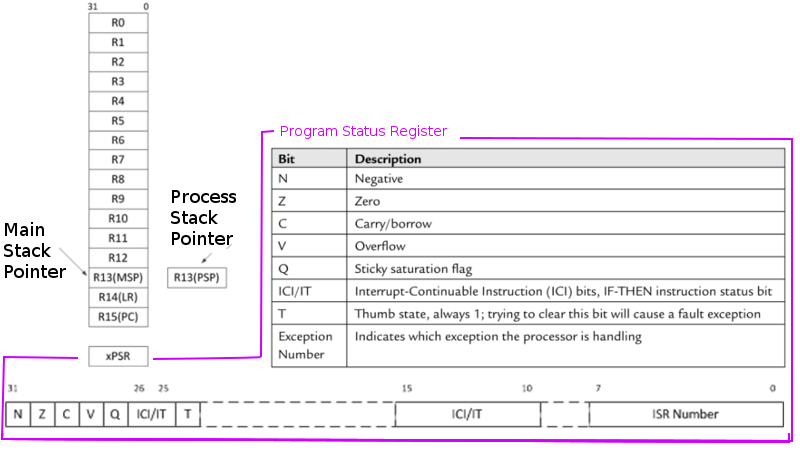 31 0
R0
R1
R2
R3
R4
R5
R6
R7
R8
R9
R10
R11
R12
R13(MSP)
R14(LR)
R15(PC)
xPSR
Main
Stack
Pointer
Process
Stack
Pointer
R13(PSP)
Program Status Register
Bit Description
N Negative
Z Zero
C Carry/borrow
V Overflow
Q Sticky saturation flag
ICI/IT Interrupt-Continuable Instruction (ICI) bits, IF-THEN instruction status bit
T Thumb state, always 1; trying to clear this bit will cause a fault exception
Exception Indicates which exception the processor is handling
Number
31 26 25 15 10 7 0
N Z C V Q ICI/IT T ICI/IT ISR Number